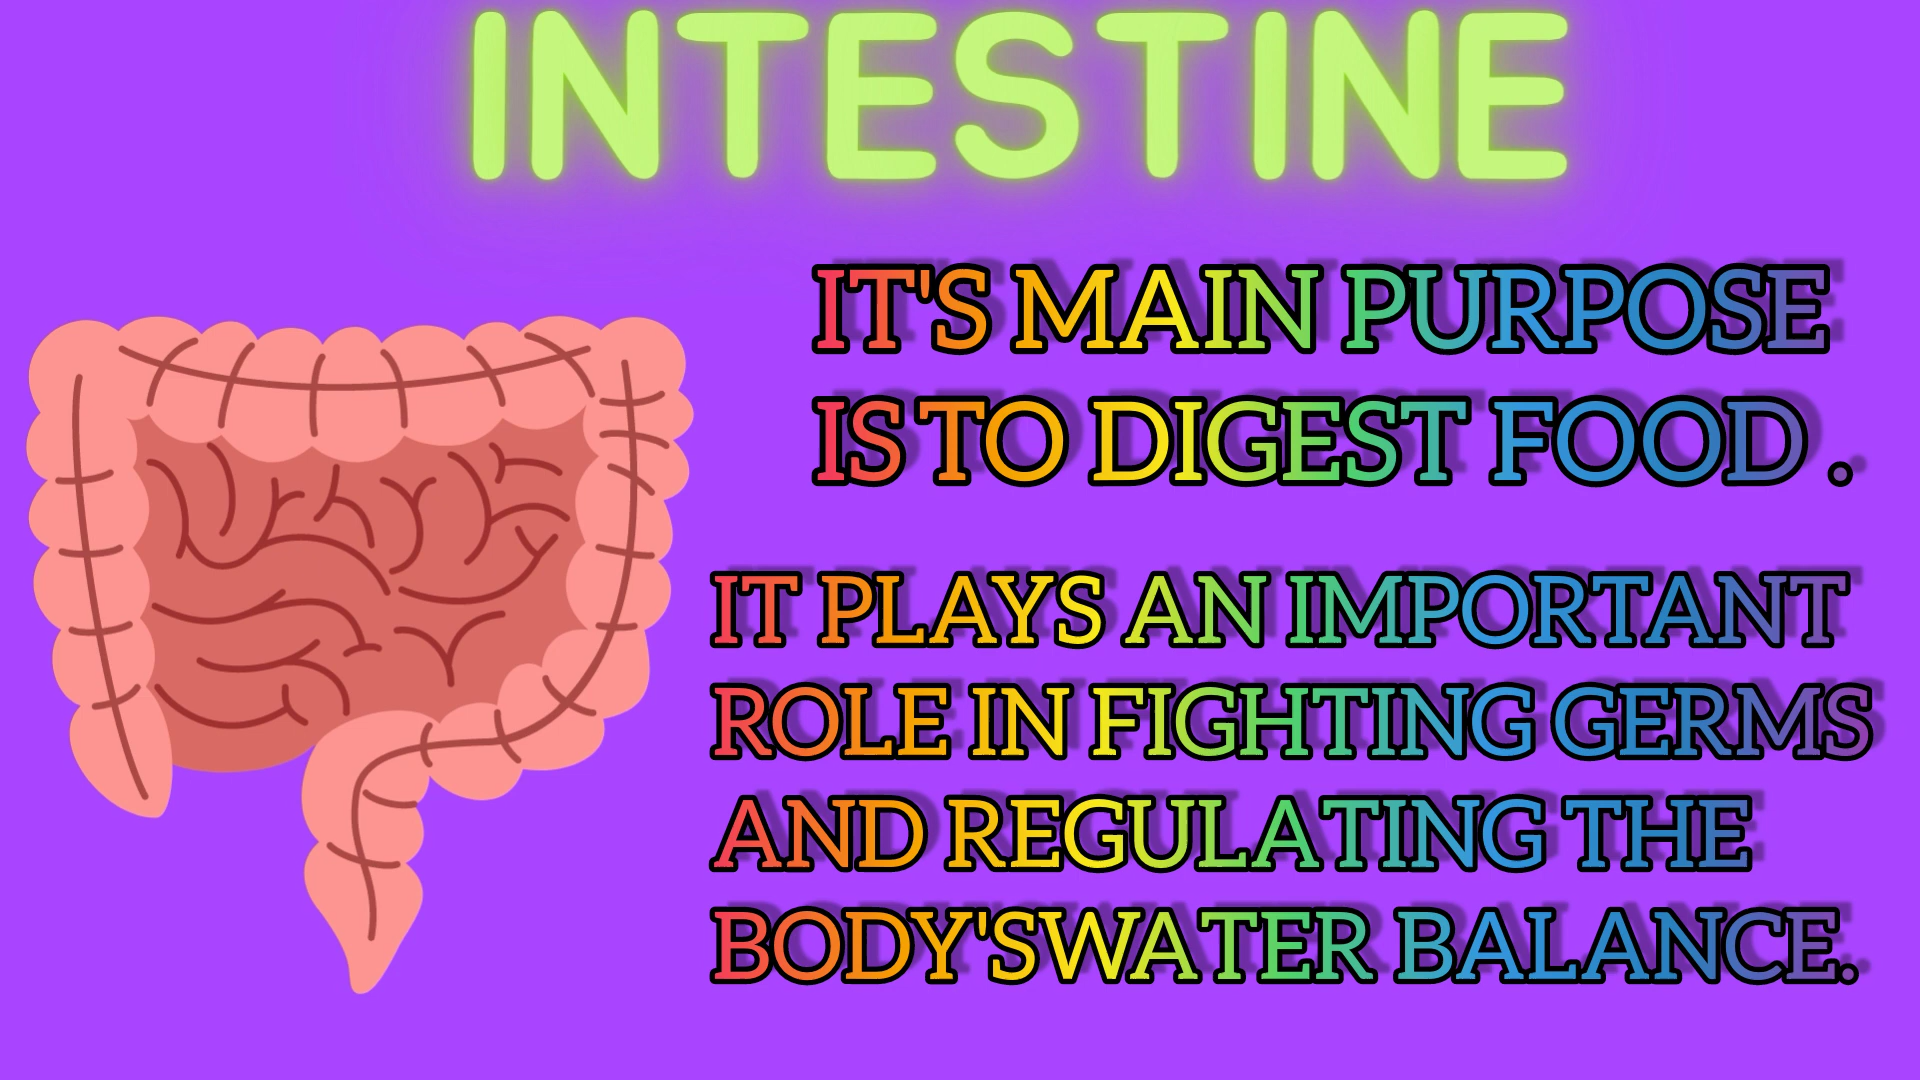 INTESTINE
IT'S MAIN PURPOSE
IS TO DIGEST FOOD .
IT PLAYS AN IMPORTANT
ROLE IN FIGHTING GERMS
AND REGULATING THE
BODY'SWATER BALANCE.